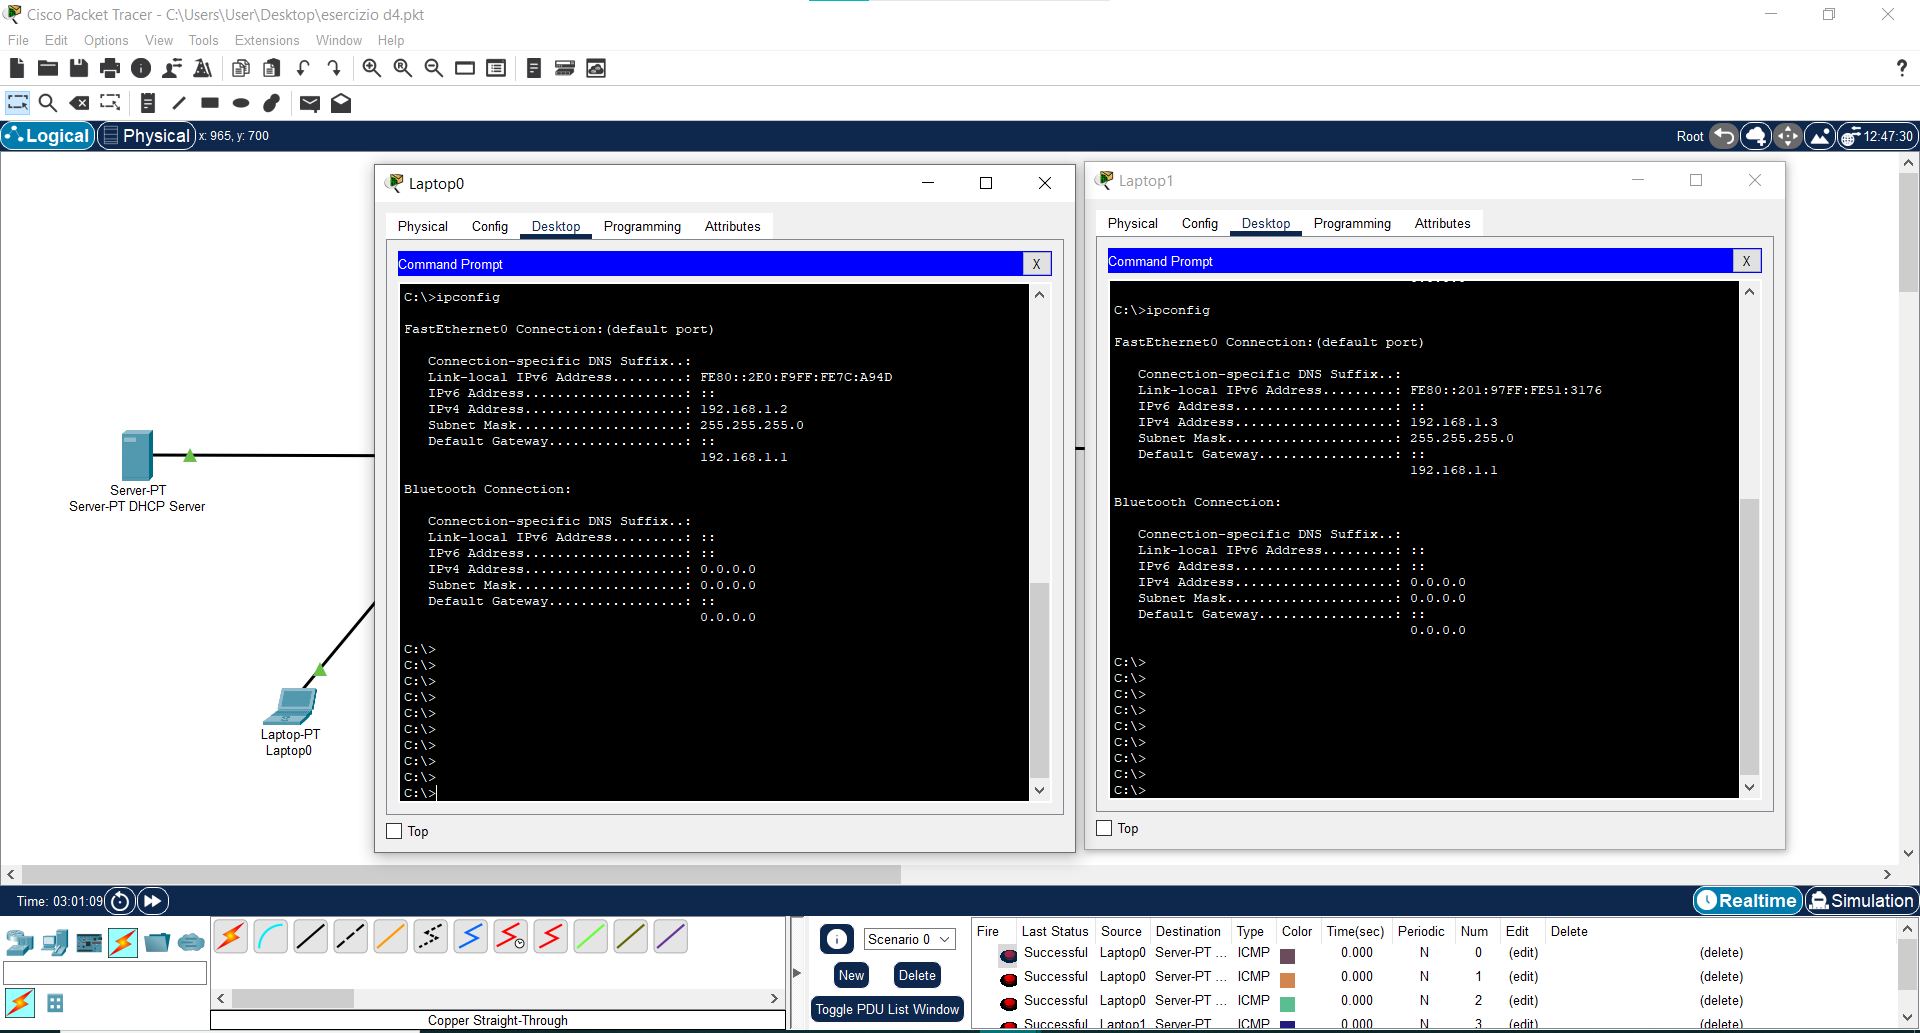 Cisco Packet Tracer - C:\Users\User\Desktop\esercizio d4.pkt
File Edit Options View Tools Extensions Window Help
Logical Physical x: 965, y: 700 Root 12:47:30
Server-PT
Server-PT DHCP Server
Laptop-PT
Laptop0
Laptop0
Physical Config Desktop Programming Attributes
Command Prompt X
C:\>ipconfig
FastEthernet0 Connection:(default port)
Connection-specific DNS Suffix..:
Link-local IPv6 Address.........: FE80::2E0:F9FF:FE7C:A94D
IPv6 Address....................: ::
IPv4 Address....................: 192.168.1.2
Subnet Mask.....................: 255.255.255.0
Default Gateway.................: ::
192.168.1.1
Bluetooth Connection:
Connection-specific DNS Suffix..:
Link-local IPv6 Address.........: ::
IPv6 Address....................: ::
IPv4 Address....................: 0.0.0.0
Subnet Mask.....................: 0.0.0.0
Default Gateway.................: ::
0.0.0.0
C:\>
C:\>
C:\>
C:\>
C:\>
C:\>
C:\>
C:\>
C:\>
C:\>
Top
Laptop1
Physical Config Desktop Programming Attributes
Command Prompt X
C:\>ipconfig
FastEthernet0 Connection:(default port)
Connection-specific DNS Suffix..:
Link-local IPv6 Address.........: FE80::201:97FF:FE51:3176
IPv6 Address....................: ::
IPv4 Address....................: 192.168.1.3
Subnet Mask.....................: 255.255.255.0
Default Gateway.................: ::
192.168.1.1
Bluetooth Connection:
Connection-specific DNS Suffix..:
Link-local IPv6 Address.........: ::
IPv6 Address....................: ::
IPv4 Address....................: 0.0.0.0
Subnet Mask.....................: 0.0.0.0
Default Gateway.................: ::
0.0.0.0
C:\>
C:\>
C:\>
C:\>
C:\>
C:\>
C:\>
C:\>
C:\>
Top
Time: 03:01:09 Realtime Simulation
Copper Straight-Through
Scenario 0
New Delete
Toggle PDU List Window
Fire Last Status Source Destination Type Color Time(sec) Periodic Num Edit Delete
Successful Laptop0 Server-PT ... ICMP 0.000 N 0 (edit) (delete)
Successful Laptop0 Server-PT ... ICMP 0.000 N 1 (edit) (delete)
Successful Laptop0 Server-PT ... ICMP 0.000 N 2 (edit) (delete)
Successful Laptop1 Server-PT ICMP 0.000 N 3 (edit) (delete)